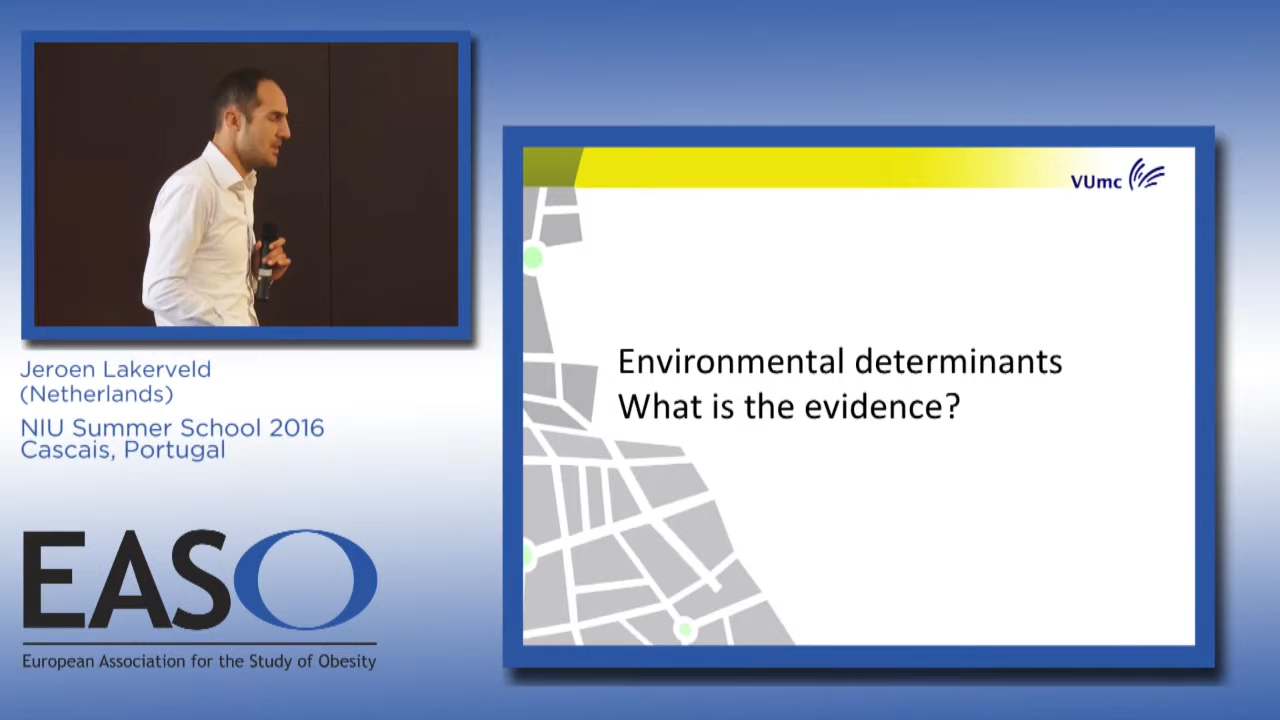 Jeroen Lakerveld
(Netherlands)
NIU Summer School 2016
Cascais, Portugal
EASO
European Association for the Study of Obesity
VUmc
Environmental determinants
What is the evidence?